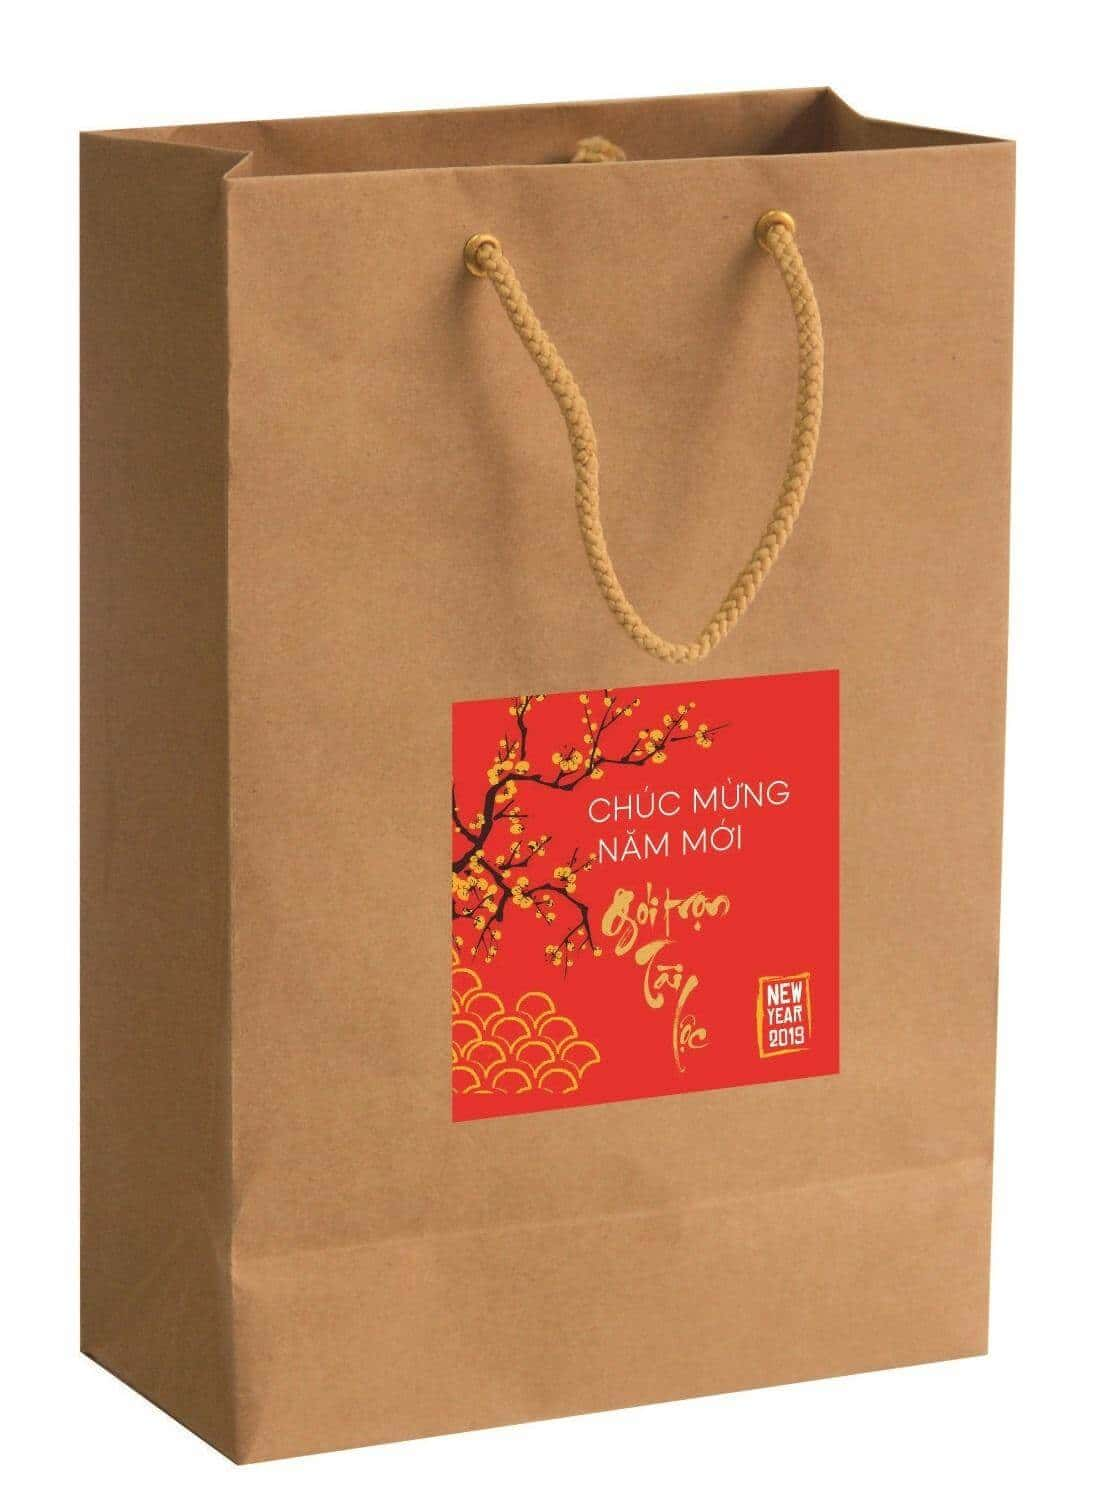 CHÚC MỪNG
NĂM MỚI
Gói trọn
Tài
lộc
NEW
YEAR
2019